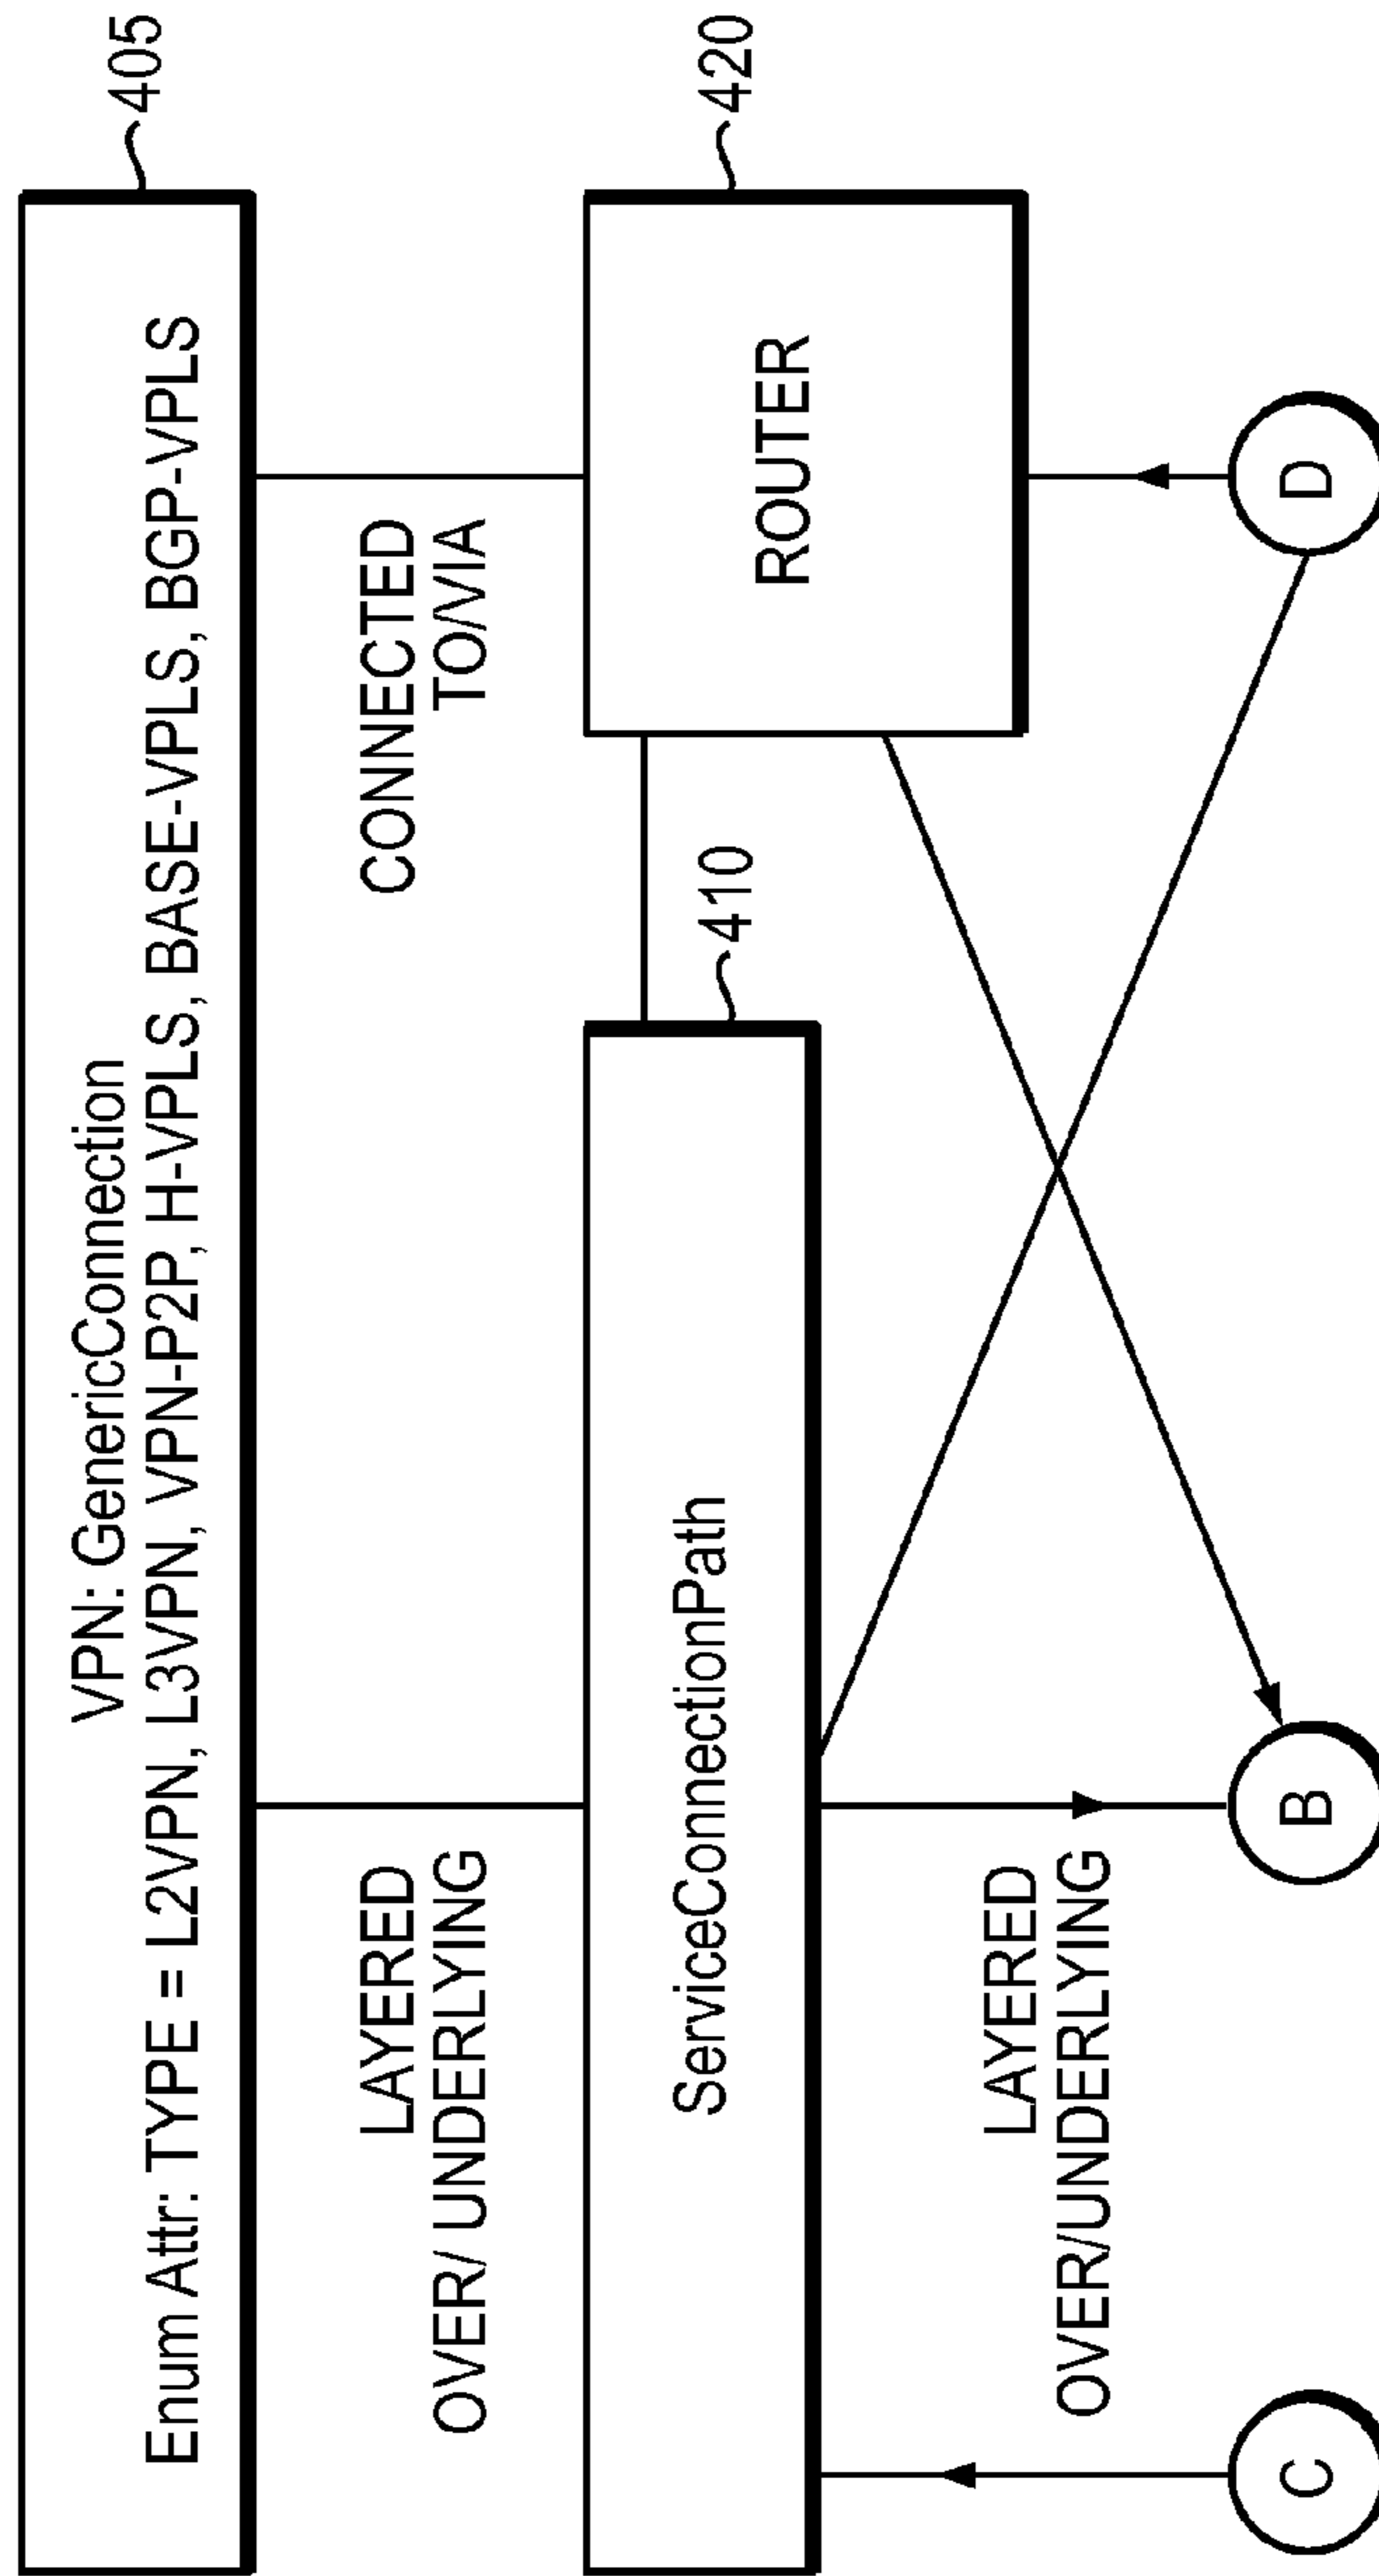 VPN: GenericConnection
Enum Attr: TYPE = L2VPN, L3VPN, VPN-P2P, H-VPLS, BASE-VPLS, BGP-VPLS
405
LAYERED
OVER/ UNDERLYING
CONNECTED
TO/VIA
ServiceConnectionPath
410
ROUTER
420
LAYERED
OVER/UNDERLYING
C
B
D